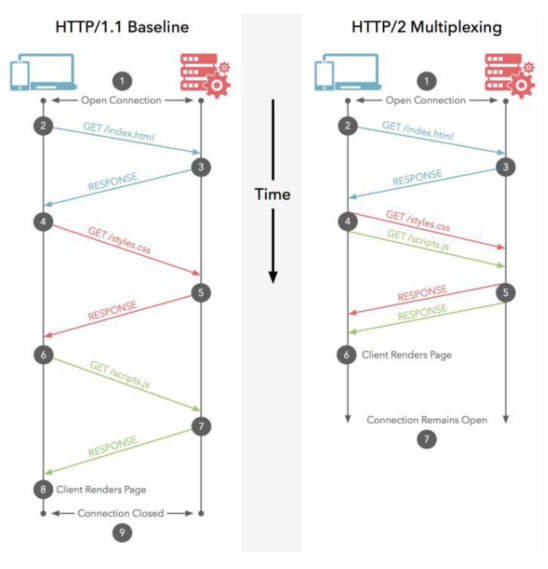 HTTP/1.1 Baseline
1
Open Connection
2
GET /index.html
3
RESPONSE
4
GET /styles.css
5
RESPONSE
6
GET /scripts.js
7
RESPONSE
8 Client Renders Page
Connection Closed
9
Time
HTTP/2 Multiplexing
1
Open Connection
2
GET /index.html
3
RESPONSE
4
GET /styles.css
GET /scripts.js
5
RESPONSE
RESPONSE
6 Client Renders Page
Connection Remains Open
7